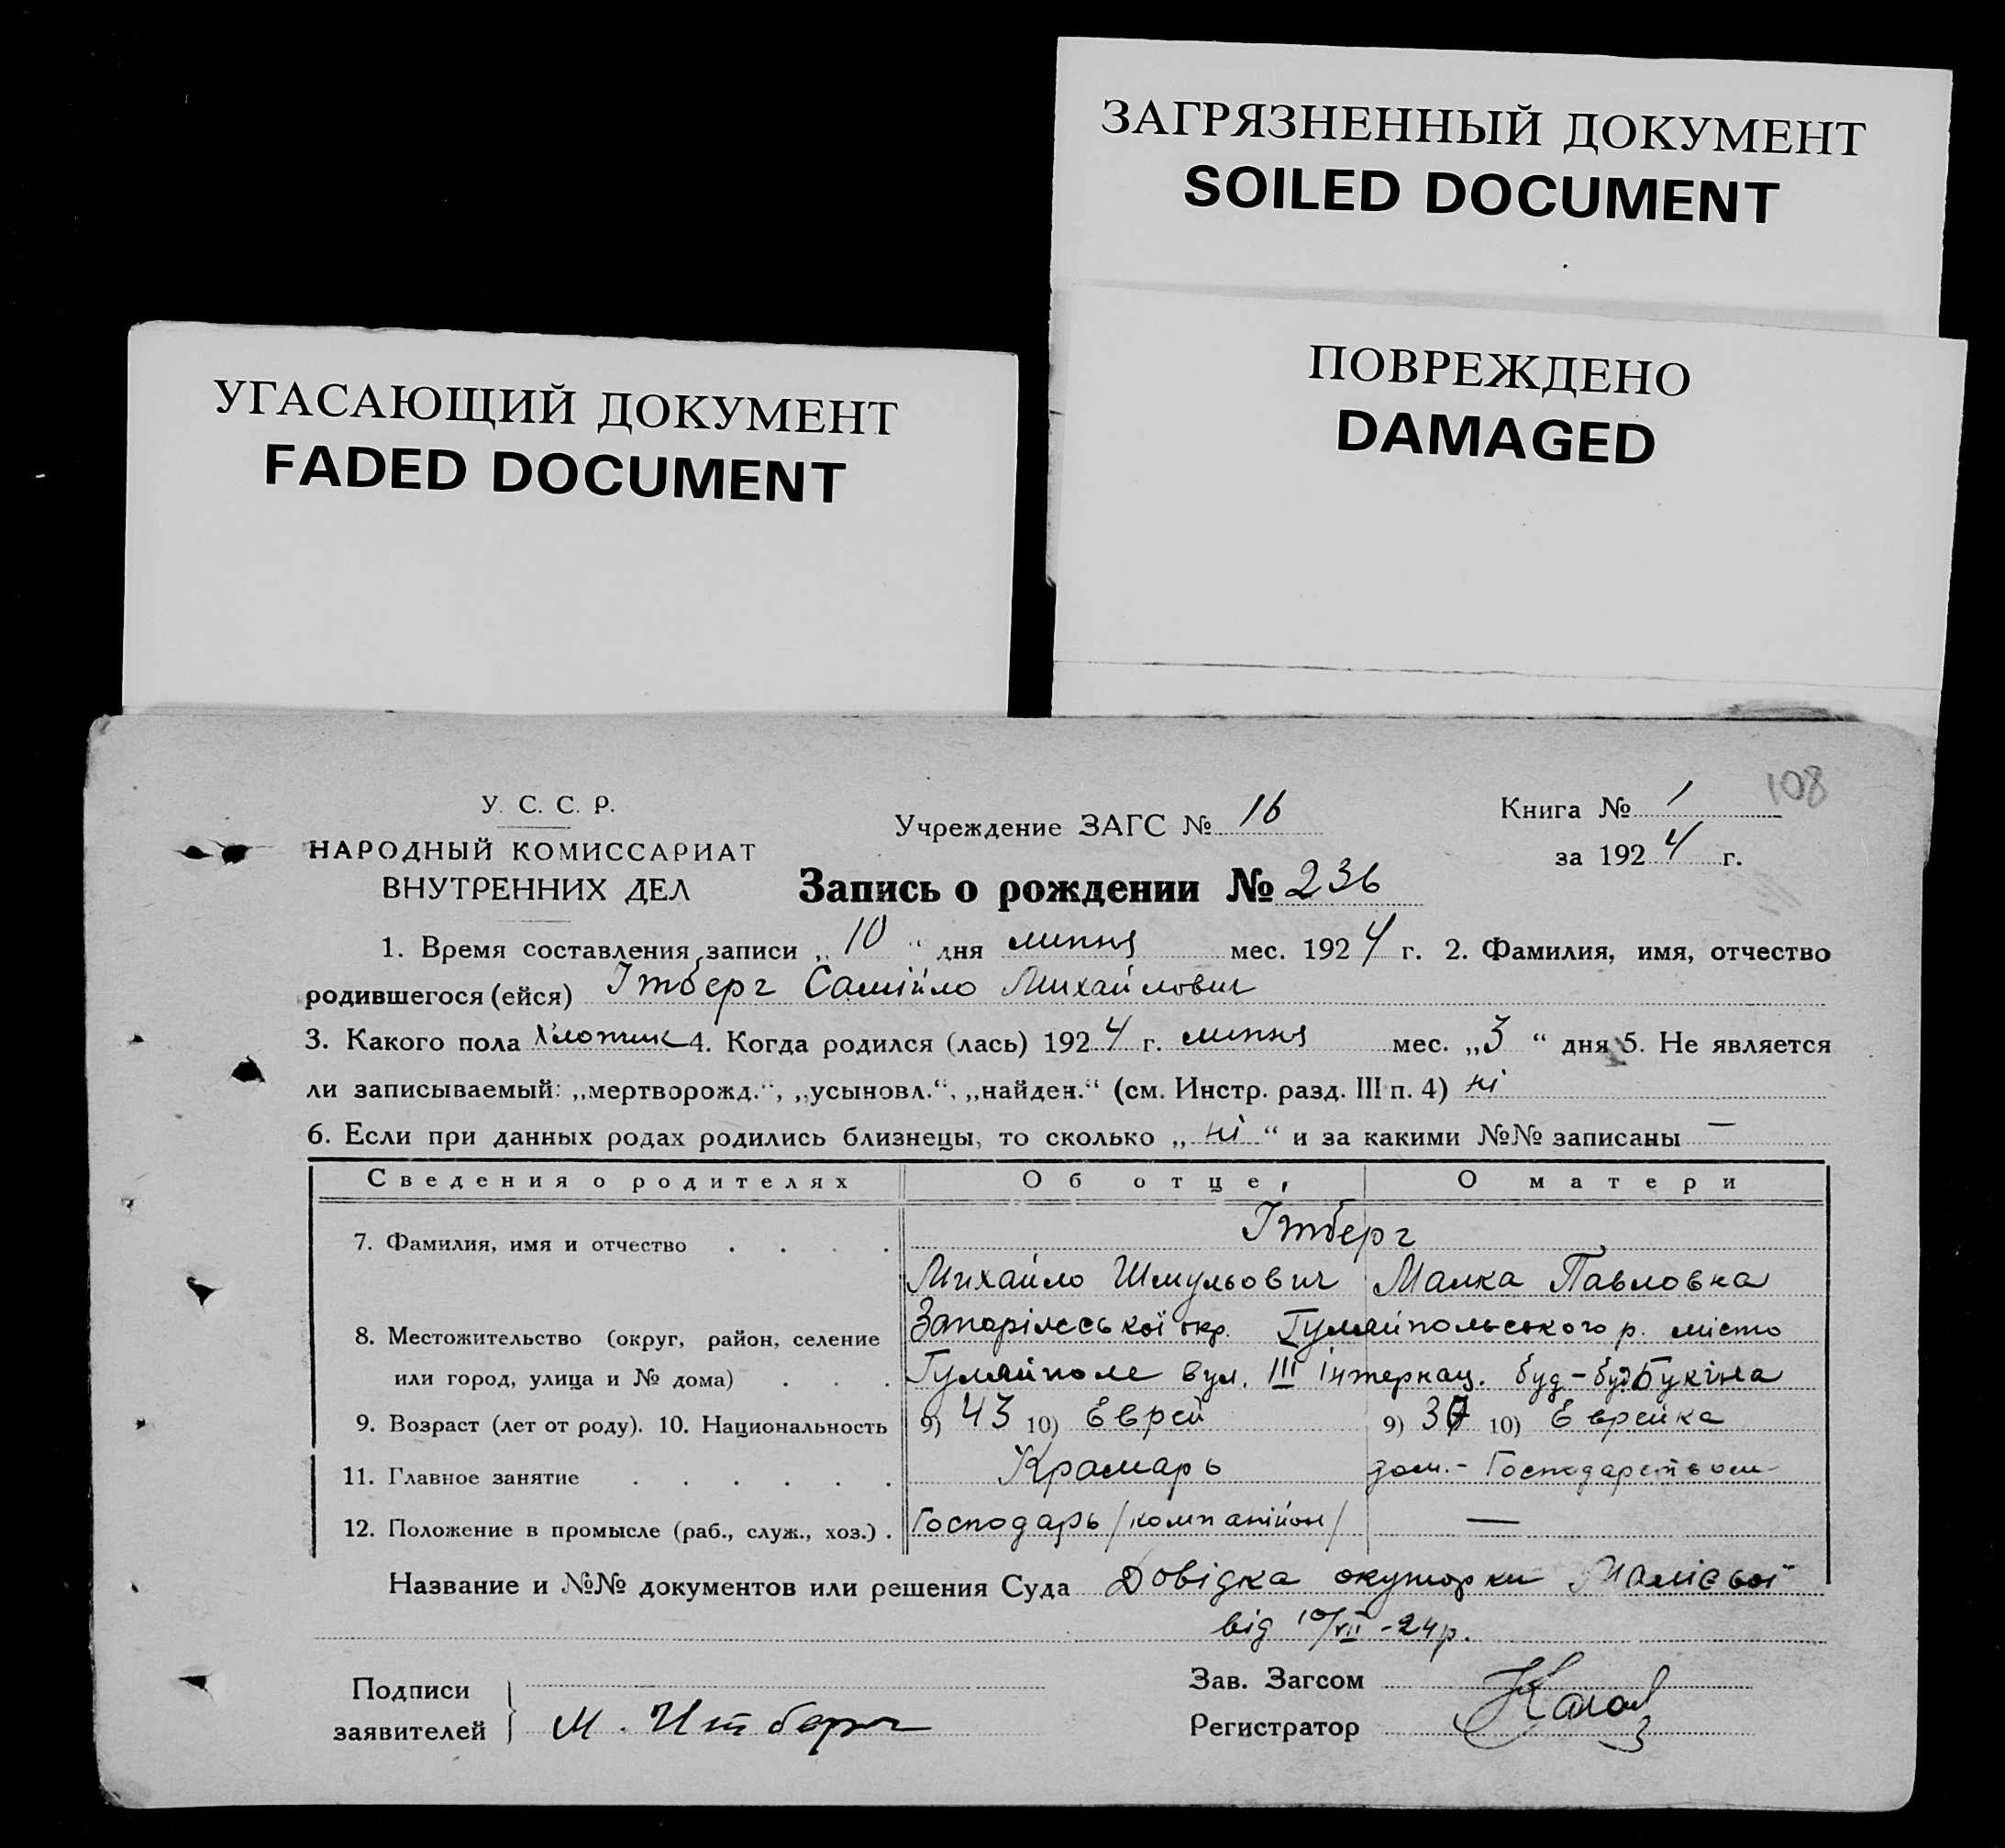 ЗАГРЯЗНЕННЫЙ ДОКУМЕНТ
SOILED DOCUMENT
ПОВРЕЖДЕНО
DAMAGED
УГАСАЮЩИЙ ДОКУМЕНТ
FADED DOCUMENT
108
У. С. С. Р.
НАРОДНЫЙ КОМИССАРИАТ
ВНУТРЕННИХ ДЕЛ
Учреждение ЗАГС № 16
Книга № 1
за 1924 г.
Запись о рождении № 236
1. Время составления записи „ 10 “ дня липня мес. 1924 г. 2. Фамилия, имя, отчество
родившегося (ейся) Ітберг Самійло Михайлович
3. Какого пола хлопчик 4. Когда родился (лась) 1924 г. липня мес. „3 “ дня 5. Не является
ли записываемый: „мертворожд.“, „усыновл.“, „найден.“ (см. Инстр. разд. III п. 4) ні
6. Если при данных родах родились близнецы, то сколько „ ні “ и за какими №№ записаны —
Сведения о родителях Об отце О матери
7. Фамилия, имя и отчество . . . . Ітберг
Михайло Шмульович Малка Павловна
8. Местожительство (округ, район, селение Запоріжської окр. Гуляйпольського р. місто
или город, улица и № дома) . . . Гуляйполе вул. III інтернац. буд-буд Букіна
9. Возраст (лет от роду). 10. Национальность 9) 43 10) Еврей 9) 37 10) Еврейка
11. Главное занятие . . . . . . Крамарь дом.- Господарством
12. Положение в промысле (раб., служ., хоз.) . Господарь /компанійон/ —
Название и №№ документов или решения Суда Довідка акушорки
від 10/VII -24р.
Подписи
заявителей М. Итберг
Зав. Загсом
Регистратор